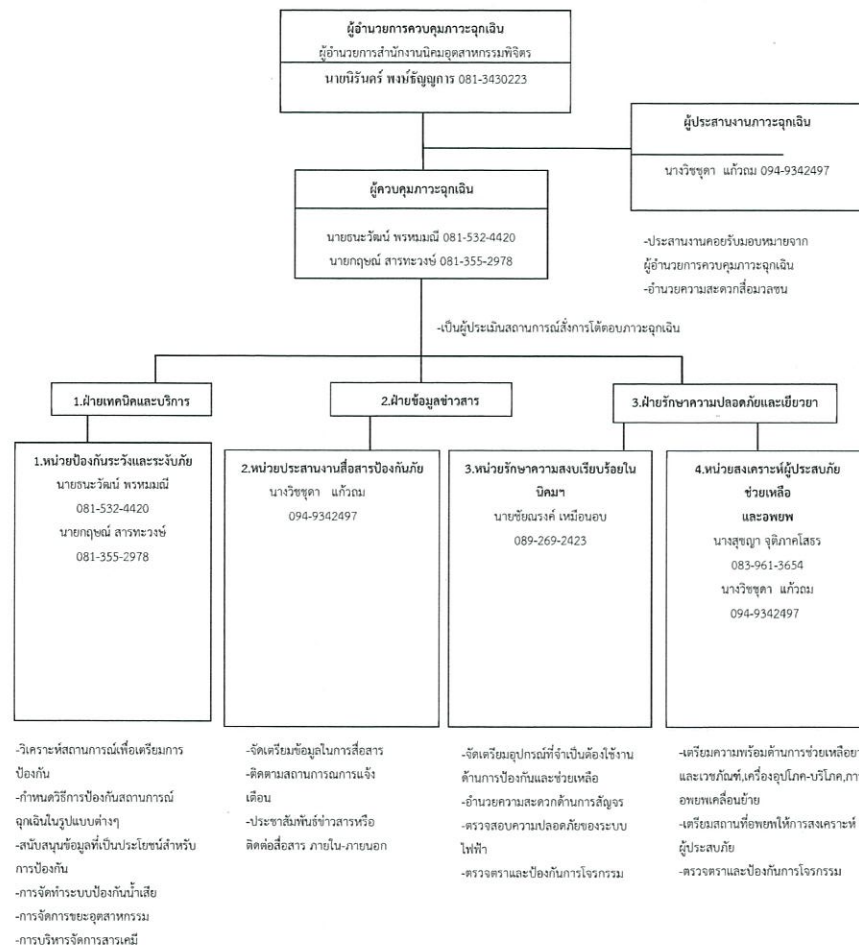 ผู้อำนวยการควบคุมภาวะฉุกเฉิน
ผู้อำนวยการสำนักงานนิคมอุตสาหกรรมพิจิตร
นายนิรันดร์ พงษ์ธัญญการ 081-3430223
ผู้ประสานงานภาวะฉุกเฉิน
นางวิชชุดา แก้วถม 094-9342497
ผู้ควบคุมภาวะฉุกเฉิน
นายธนะวัฒน์ พรหมมณี 081-532-4420
นายกฤษณ์ สารทะวงษ์ 081-355-2978
-ประสานงานคอยรับมอบหมายจาก
ผู้อำนวยการควบคุมภาวะฉุกเฉิน
-อำนวยความสะดวกสื่อมวลชน
-เป็นผู้ประเมินสถานการณ์สั่งการโต้ตอบภาวะฉุกเฉิน
1.ฝ่ายเทคนิคและบริการ
2.ฝ่ายข้อมูลข่าวสาร
3.ฝ่ายรักษาความปลอดภัยและเยียวยา
1.หน่วยป้องกันระวังและระงับภัย
นายธนะวัฒน์ พรหมมณี
081-532-4420
นายกฤษณ์ สารทะวงษ์
081-355-2978
2.หน่วยประสานงานสื่อสารป้องกันภัย
นางวิชชุดา แก้วถม
094-9342497
3.หน่วยรักษาความสงบเรียบร้อยใน
นิคมฯ
นายชัยณรงค์ เหมือนอบ
089-269-2423
4.หน่วยสงเคราะห์ผู้ประสบภัย
ช่วยเหลือ
และอพยพ
นางสุชญา จุติภาคโสธร
083-961-3654
นางวิชชุดา แก้วถม
094-9342497
-วิเคราะห์สถานการณ์เพื่อเตรียมการ
ป้องกัน
-กำหนดวิธีการป้องกันสถานการณ์
ฉุกเฉินในรูปแบบต่างๆ
-สนับสนุนข้อมูลที่เป็นประโยชน์สำหรับ
การป้องกัน
-การจัดทำระบบป้องกันน้ำเสีย
-การจัดการขยะอุตสาหกรรม
-การบริหารจัดการสารเคมี
-จัดเตรียมข้อมูลในการสื่อสาร
-ติดตามสถานการณการแจ้ง
เตือน
-ประชาสัมพันธ์ข่าวสารหรือ
ติดต่อสื่อสาร ภายใน-ภายนอก
-จัดเตรียมอุปกรณ์ที่จำเป็นต้องใช้งาน
ด้านการป้องกันและช่วยเหลือ
-อำนวยความสะดวกด้านการสัญจร
-ตรวจสอบความปลอดภัยของระบบ
ไฟฟ้า
-ตรวจตราและป้องกันการโจรกรรม
-เตรียมความพร้อมด้านการช่วยเหลือยา
และเวชภัณฑ์,เครื่องอุปโภค-บริโภค,กา
อพยพเคลื่อนย้าย
-เตรียมสถานที่อพยพให้การสงเคราะห์
ผู้ประสบภัย
-ตรวจตราและป้องกันการโจรกรรม